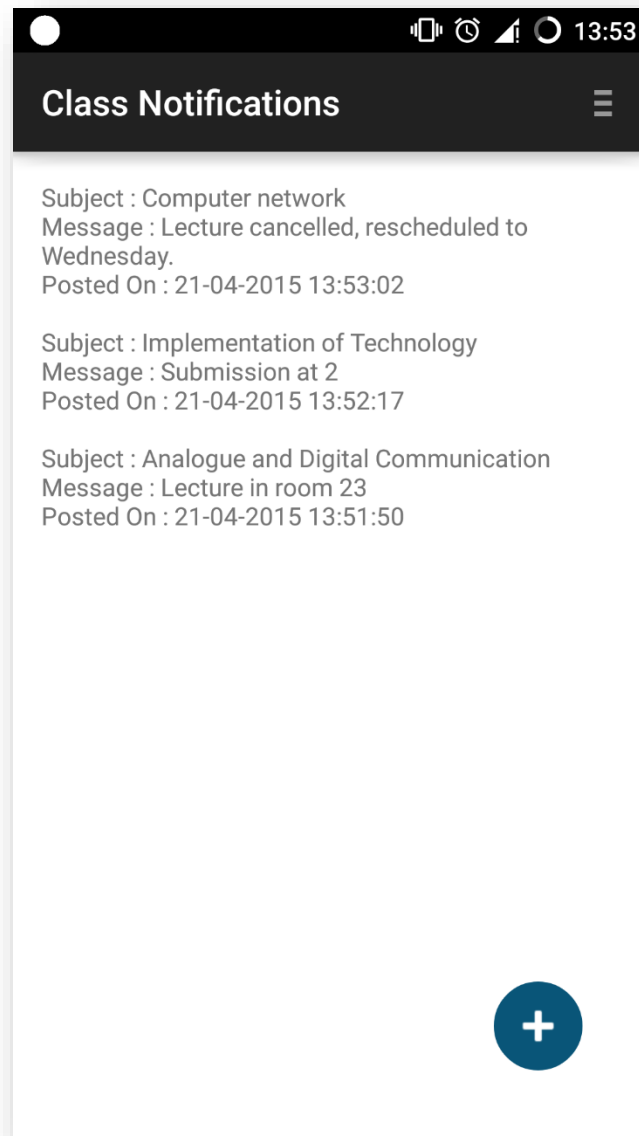 13:53
Class Notifications
Subject : Computer network
Message : Lecture cancelled, rescheduled to
Wednesday.
Posted On : 21-04-2015 13:53:02
Subject : Implementation of Technology
Message : Submission at 2
Posted On : 21-04-2015 13:52:17
Subject : Analogue and Digital Communication
Message : Lecture in room 23
Posted On : 21-04-2015 13:51:50